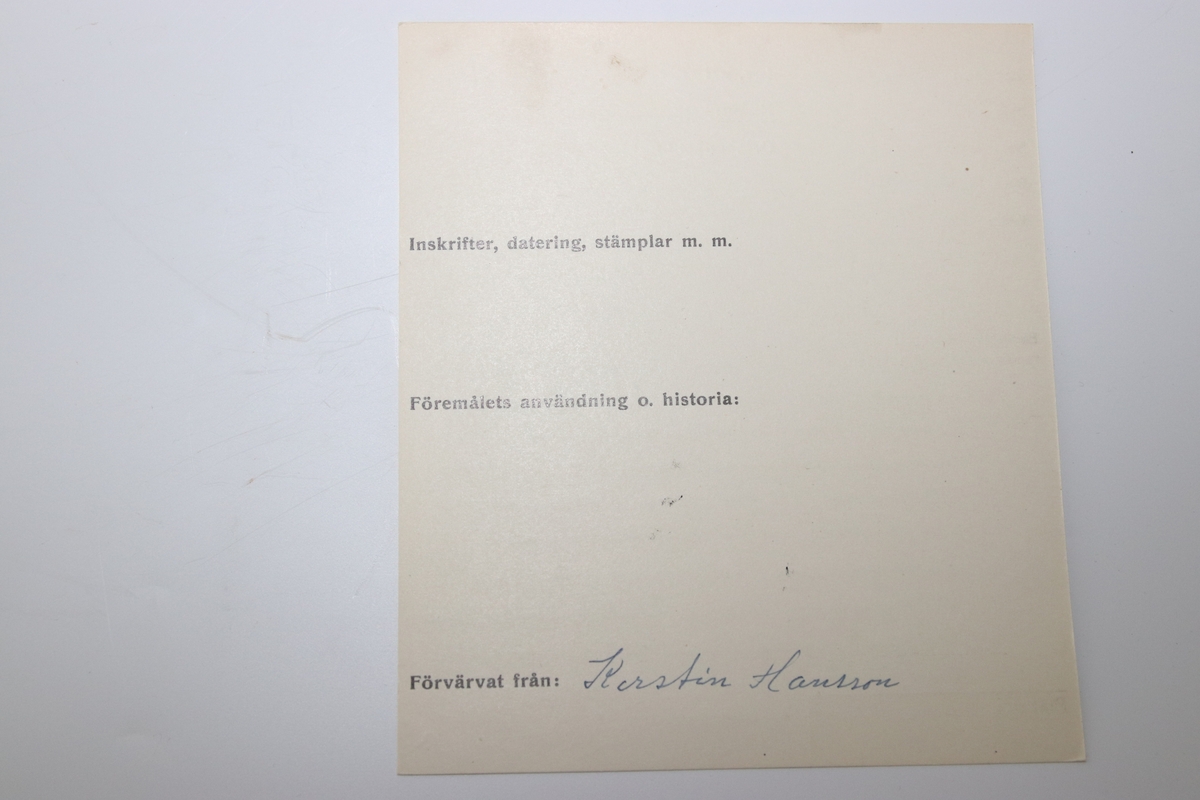 Inskrifter, datering, stämplar m. m.
Föremålets användning o. historia:
Förvärvat från: Kerstin Hansson